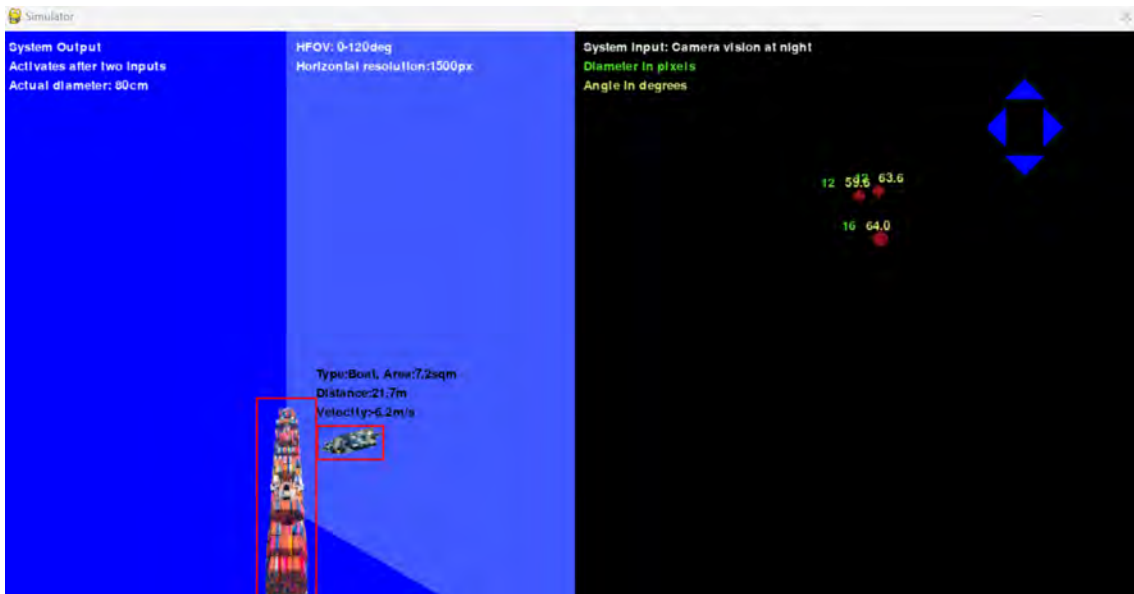 Simulator
System Output
Activates after two inputs
Actual diameter: 80cm
HFOV: 0-120deg
Horizontal resolution:1500px
System Input: Camera vision at night
Diameter in pixels
Angle in degrees
63.6
12 59.6
16 64.0
Type:Boat, Area:7.2sqm
Distance:21.7m
Velocity:-6.2m/s